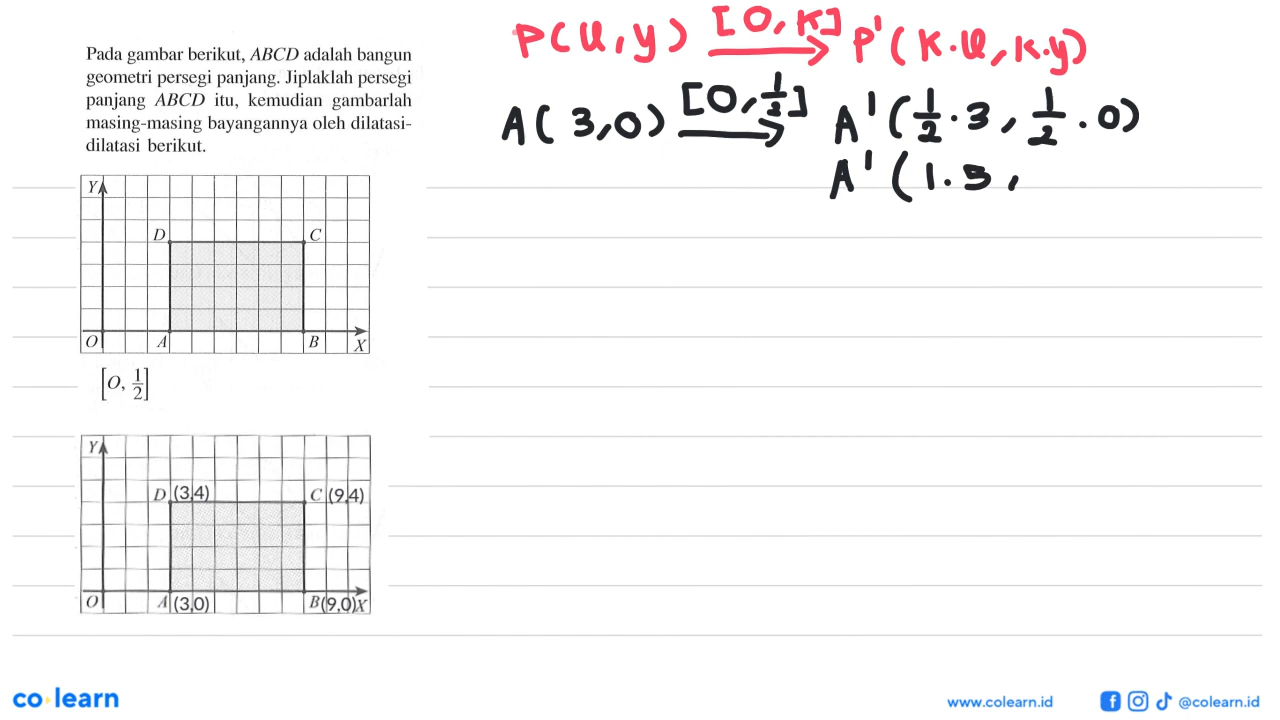 Pada gambar berikut, ABCD adalah bangun
geometri persegi panjang. Jiplaklah persegi
panjang ABCD itu, kemudian gambarlah
masing-masing bayangannya oleh dilatasi-
dilatasi berikut.
Y
D C
O A B X
[O, 1/2]
Y
D (3,4) C (9,4)
O A (3,0) B (9,0) X
P(x,y) [O,K] → P'(K.x, K.y)
A(3,0) [O, 1/2] → A'(1/2 . 3, 1/2 . 0)
A'(1.5,
co learn
www.colearn.id @colearn.id